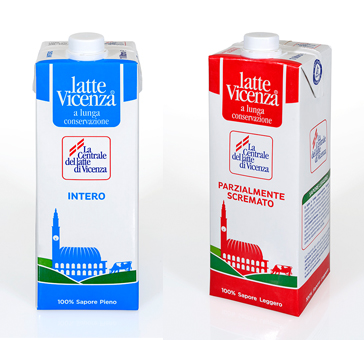 latte
Vicenza
a lunga
conservazione
La
Centrale
del latte
di Vicenza
INTERO
100% Sapore Pieno
latte
Vicenza
a lunga
conservazione
La
Centrale
del latte
di Vicenza
PARZIALMENTE
SCREMATO
100% Sapore Leggero